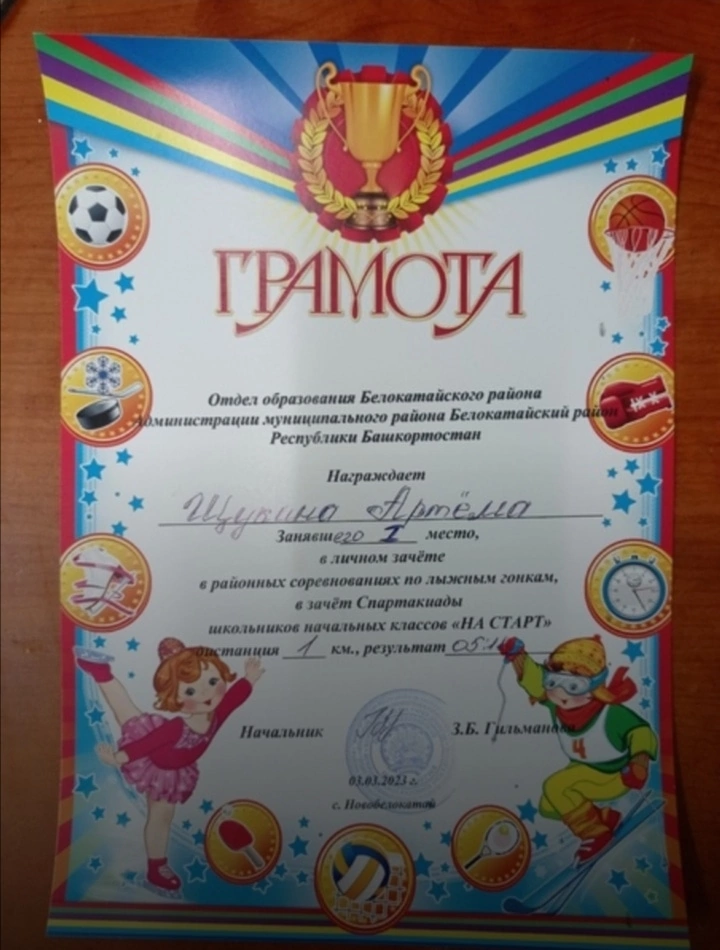 ГРАМОТА
Отдел образования Белокатайского района
Администрации муниципального района Белокатайский район
Республики Башкортостан
Награждает
Щукина Артёма
Занявшего I место,
в личном зачёте
в районных соревнованиях по лыжным гонкам,
в зачёт Спартакиады
школьников начальных классов «НА СТАРТ»
дистанция 1 км., результат
Начальник З.Б. Гильманова
4
03.03.2023 г.
с. Новобелокатай